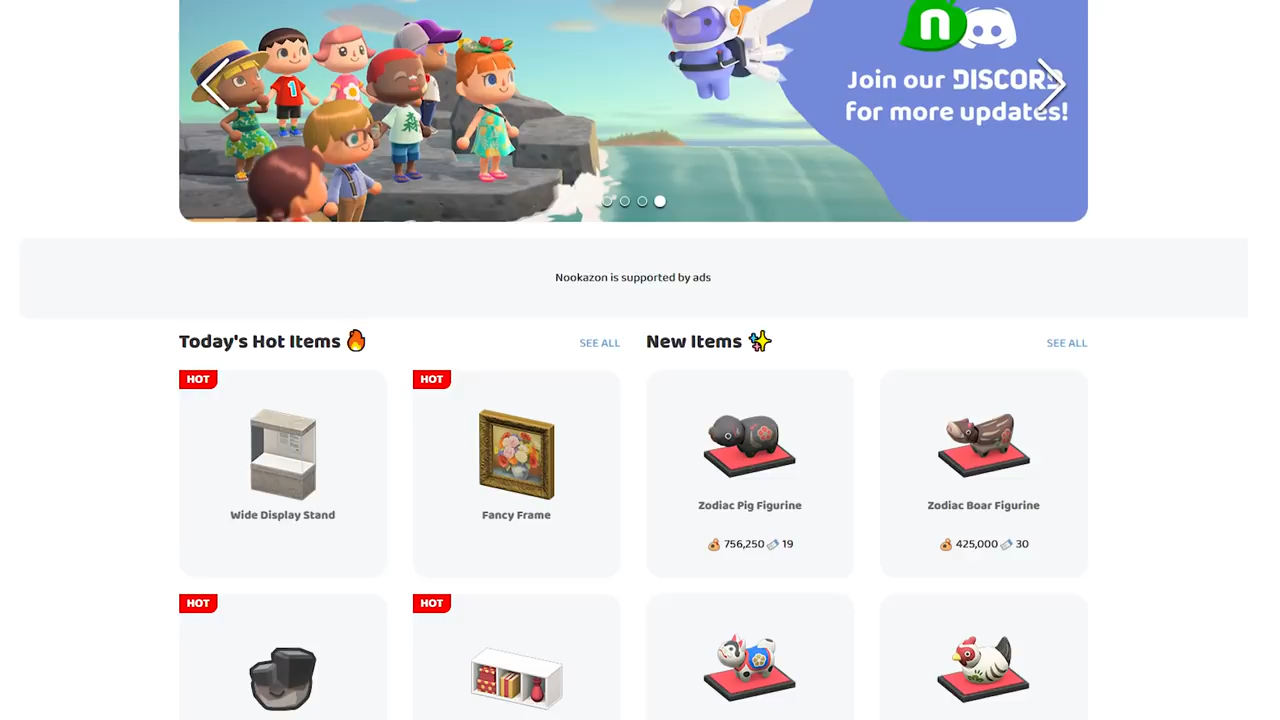 n
Join our DISCORD
for more updates!
Nookazon is supported by ads
Today's Hot Items
SEE ALL
New Items
SEE ALL
HOT
HOT
1
Wide Display Stand
Fancy Frame
Zodiac Pig Figurine
756,250 19
Zodiac Boar Figurine
425,000 30
HOT
HOT